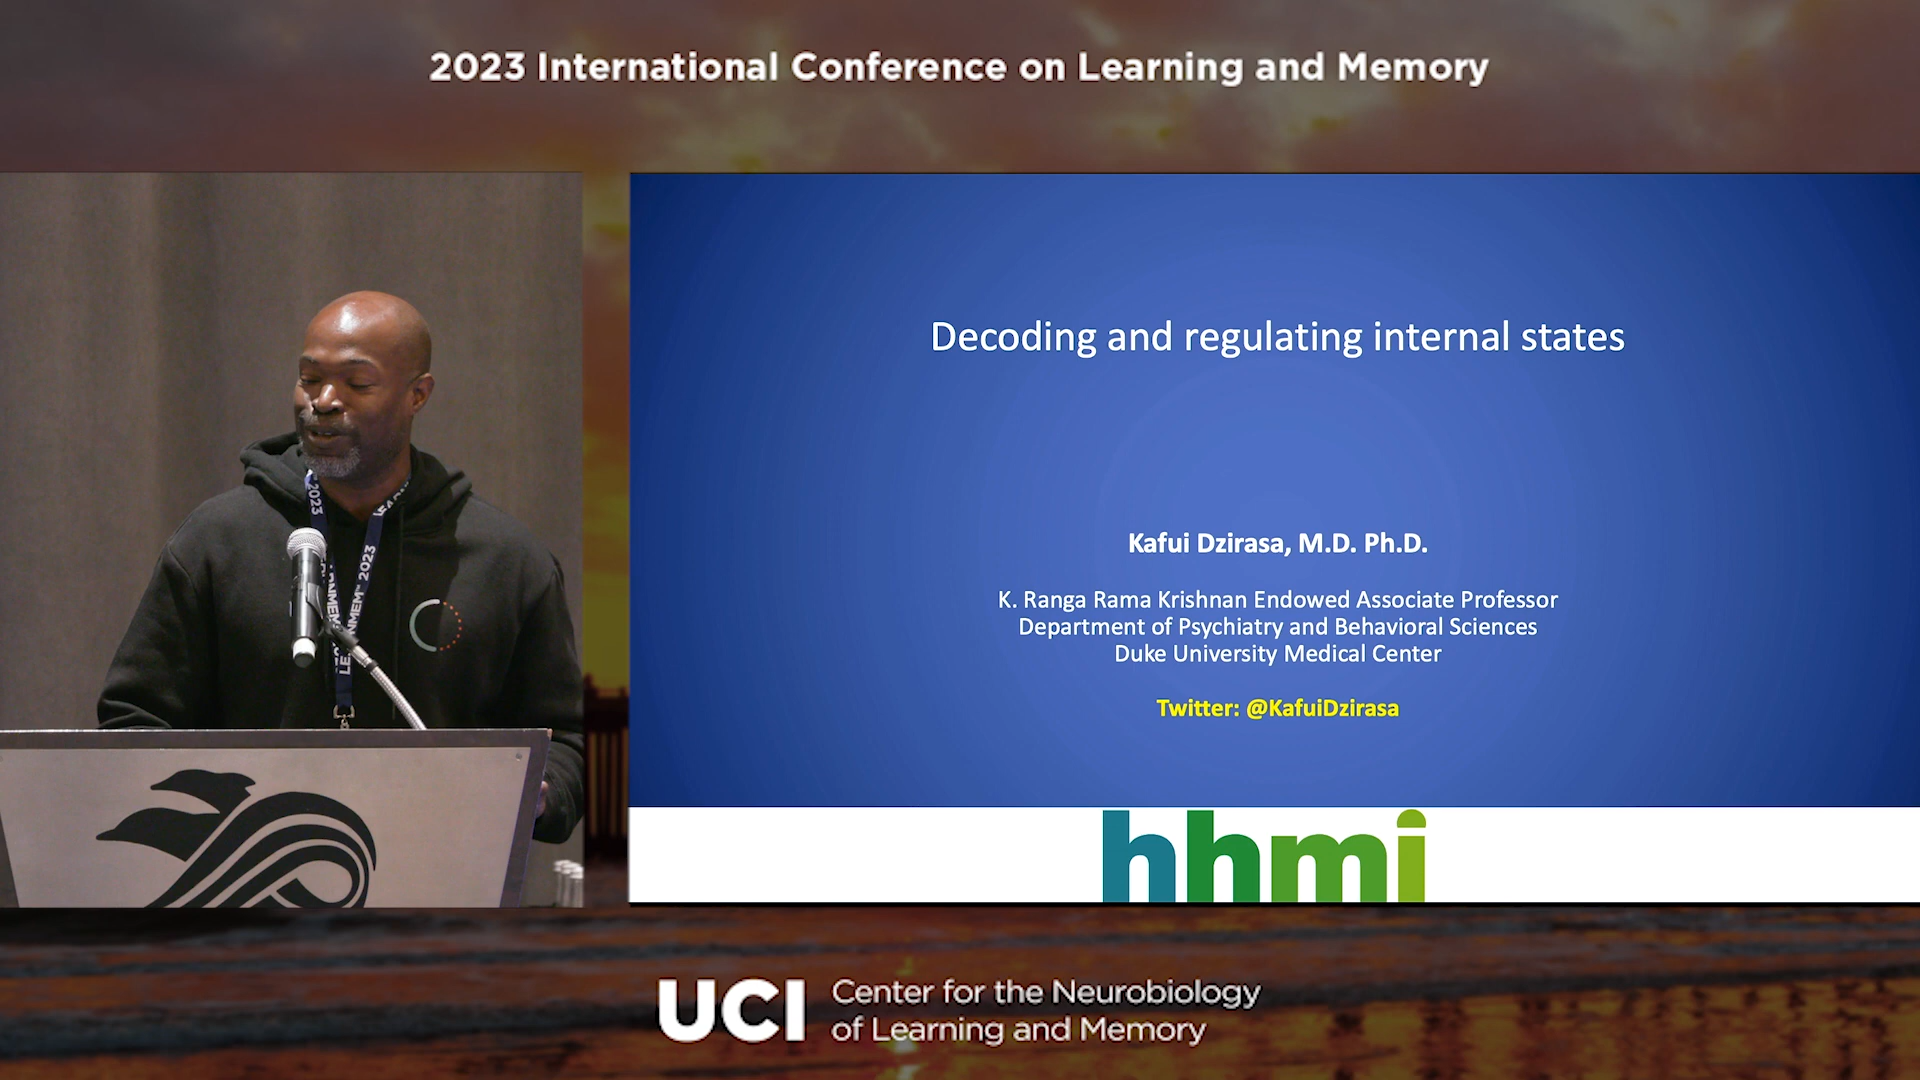 2023 International Conference on Learning and Memory
Decoding and regulating internal states
Kafui Dzirasa, M.D. Ph.D.
K. Ranga Rama Krishnan Endowed Associate Professor
Department of Psychiatry and Behavioral Sciences
Duke University Medical Center
Twitter: @KafuiDzirasa
hhmi
2023
2023
UCI Center for the Neurobiology
of Learning and Memory